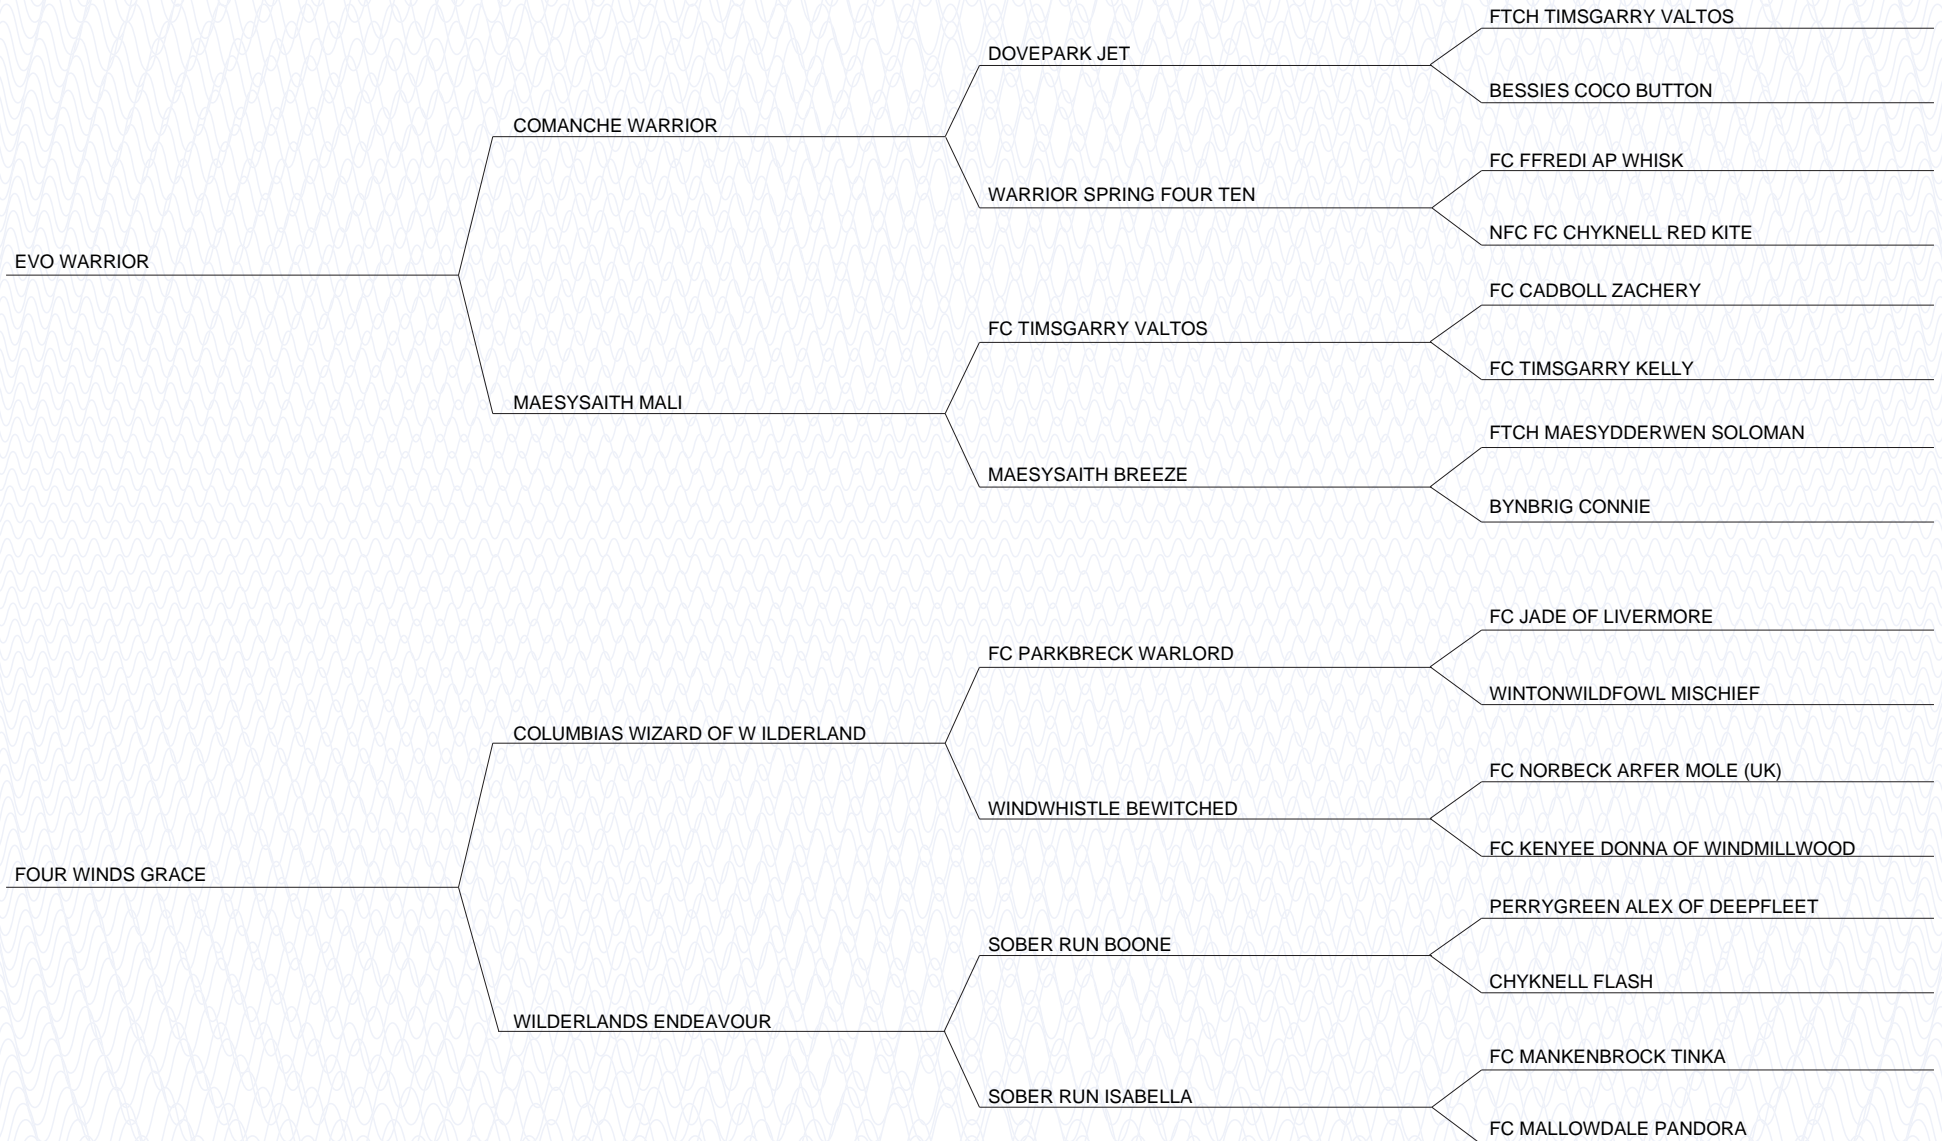 FTCH TIMSGARRY VALTOS
DOVEPARK JET
BESSIES COCO BUTTON
COMANCHE WARRIOR
FC FFREDI AP WHISK
WARRIOR SPRING FOUR TEN
NFC FC CHYKNELL RED KITE
EVO WARRIOR
FC CADBOLL ZACHERY
FC TIMSGARRY VALTOS
FC TIMSGARRY KELLY
MAESYSAITH MALI
FTCH MAESYDDERWEN SOLOMAN
MAESYSAITH BREEZE
BYNBRIG CONNIE
FC JADE OF LIVERMORE
FC PARKBRECK WARLORD
WINTONWILDFOWL MISCHIEF
COLUMBIAS WIZARD OF W ILDERLAND
FC NORBECK ARFER MOLE (UK)
WINDWHISTLE BEWITCHED
FC KENYEE DONNA OF WINDMILLWOOD
FOUR WINDS GRACE
PERRYGREEN ALEX OF DEEPFLEET
SOBER RUN BOONE
CHYKNELL FLASH
WILDERLANDS ENDEAVOUR
FC MANKENBROCK TINKA
SOBER RUN ISABELLA
FC MALLOWDALE PANDORA